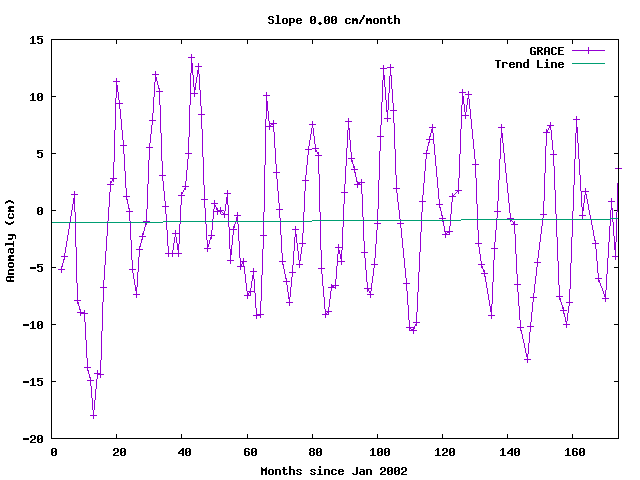 Slope 0.00 cm/month
GRACE
Trend Line
15
10
5
0
-5
-10
-15
-20
Anomaly (cm)
0 20 40 60 80 100 120 140 160
Months since Jan 2002